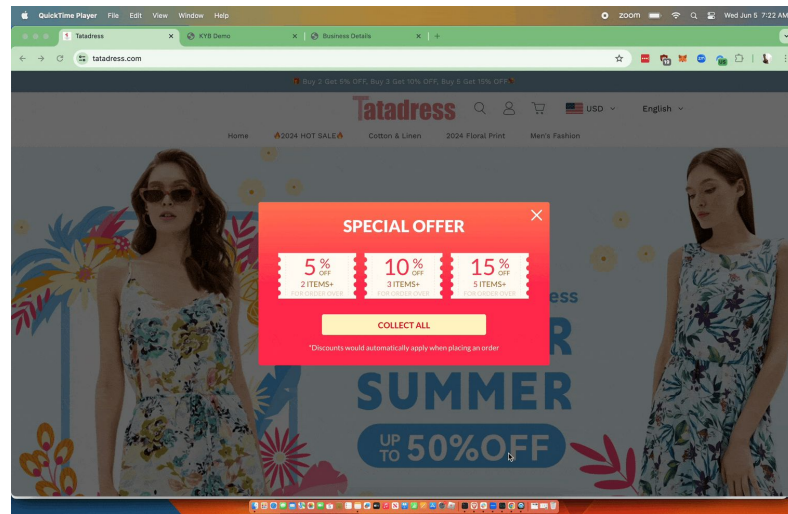 QuickTime Player File Edit View Window Help
zoom
Wed Jun 5 7:22 AM
Tatadress
KYB Demo
Business Details
tatadress.com
Buy 2 Get 5% OFF, Buy 3 Get 10% OFF, Buy 5 Get 15% OFF
Tatadress
USD
English
Home
2024 HOT SALE
Cotton & Linen
2024 Floral Print
Men's Fashion
SPECIAL OFFER
5% OFF
2 ITEMS+
FOR ORDER OVER
10% OFF
3 ITEMS+
FOR ORDER OVER
15% OFF
5 ITEMS+
FOR ORDER OVER
COLLECT ALL
*Discounts would automatically apply when placing an order
ess
R
SUMMER
UP TO 50%OFF